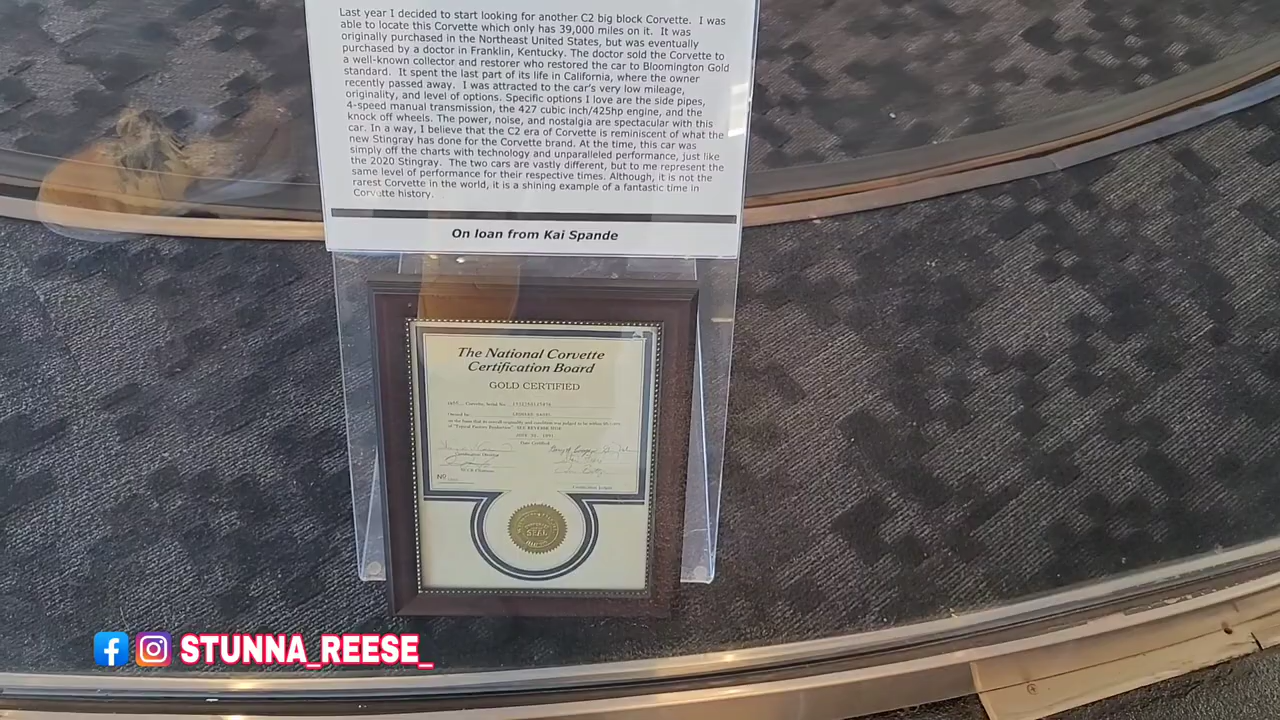 Last year I decided to start looking for another C2 big block Corvette. I was
able to locate this Corvette which only has 39,000 miles on it. It was
originally purchased in the Northeast United States, but was eventually
purchased by a doctor in Franklin, Kentucky. The doctor sold the Corvette to
a well-known collector and restorer who restored the car to Bloomington Gold
standard. It spent the last part of its life in California, where the owner
recently passed away. I was attracted to the car's very low mileage,
originality, and level of options. Specific options I love are the side pipes,
4-speed manual transmission, the 427 cubic inch/425hp engine, and the
knock off wheels. The power, noise, and nostalgia are spectacular with this
car. In a way, I believe that the C2 era of Corvette is reminiscent of what the
new Stingray has done for the Corvette brand. At the time, this car was
simply off the charts with technology and unparalleled performance, just like
the 2020 Stingray. The two cars are vastly different, but to me represent the
same level of performance for their respective times. Although, it is not the
rarest Corvette in the world, it is a shining example of a fantastic time in
Corvette history.
On loan from Kai Spande
The National Corvette
Certification Board
GOLD CERTIFIED
Corvette, Serial No.
Owned by
Date Certified
NO
SEAL
STUNNA_REESE_